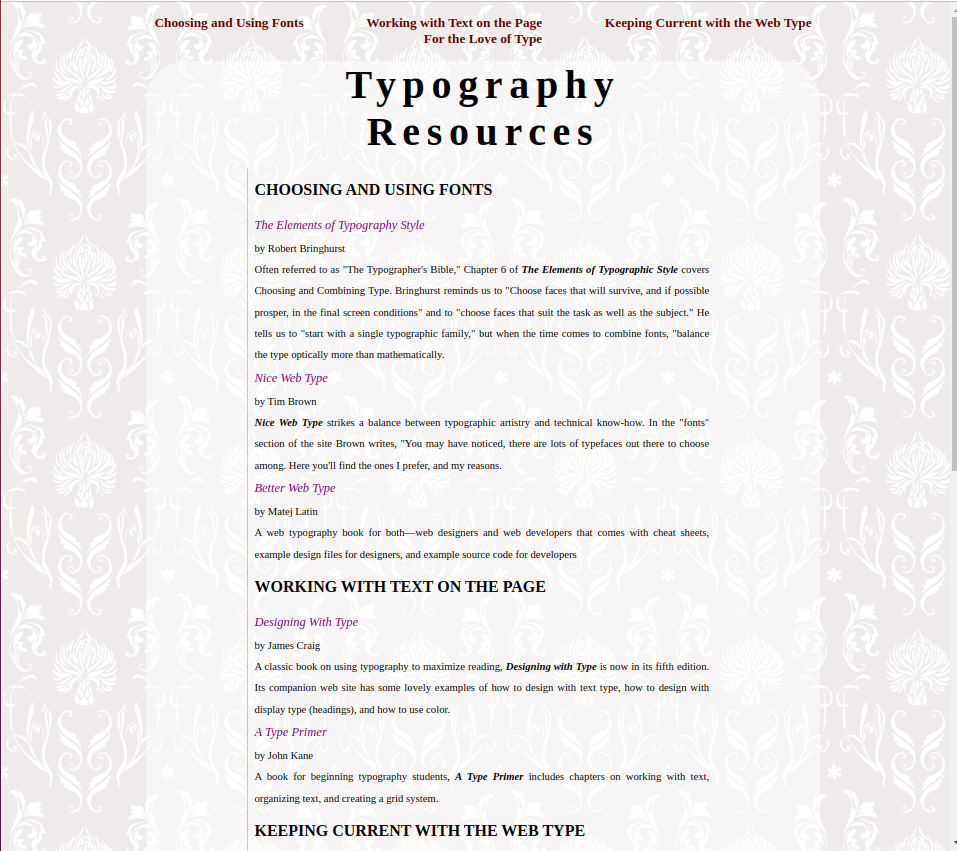 Choosing and Using Fonts Working with Text on the Page Keeping Current with the Web Type
For the Love of Type
Typography
Resources
CHOOSING AND USING FONTS
The Elements of Typography Style
by Robert Bringhurst
Often referred to as "The Typographer's Bible," Chapter 6 of The Elements of Typographic Style covers
Choosing and Combining Type. Bringhurst reminds us to "Choose faces that will survive, and if possible
prosper, in the final screen conditions" and to "choose faces that suit the task as well as the subject." He
tells us to "start with a single typographic family," but when the time comes to combine fonts, "balance
the type optically more than mathematically.
Nice Web Type
by Tim Brown
Nice Web Type strikes a balance between typographic artistry and technical know-how. In the "fonts"
section of the site Brown writes, "You may have noticed, there are lots of typefaces out there to choose
among. Here you'll find the ones I prefer, and my reasons.
Better Web Type
by Matej Latin
A web typography book for both—web designers and web developers that comes with cheat sheets,
example design files for designers, and example source code for developers
WORKING WITH TEXT ON THE PAGE
Designing With Type
by James Craig
A classic book on using typography to maximize reading, Designing with Type is now in its fifth edition.
Its companion web site has some lovely examples of how to design with text type, how to design with
display type (headings), and how to use color.
A Type Primer
by John Kane
A book for beginning typography students, A Type Primer includes chapters on working with text,
organizing text, and creating a grid system.
KEEPING CURRENT WITH THE WEB TYPE